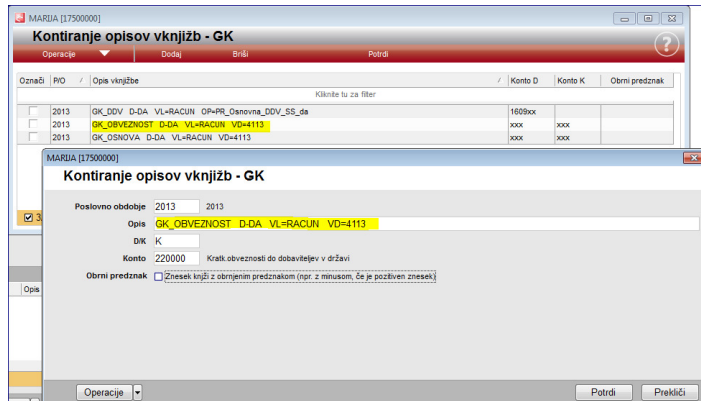 MARIJA [17500000]
Kontiranje opisov vknjižb - GK
Operacije Dodaj Briši Potrdi
?
Označi P/O / Opis vknjižbe / Konto D Konto K Obrni predznak
Kliknite tu za filter
2013 GK_DDV D-DA VL=RACUN OP=PR_Osnovna_DDV_SS_da 1609xx
2013 GK_OBVEZNOST D-DA VL=RACUN VD=4113 xxx xxx
2013 GK_OSNOVA D-DA VL=RACUN VD=4113 xxx xxx
MARIJA [17500000]
Kontiranje opisov vknjižb - GK
Poslovno obdobje 2013 2013
Opis GK_OBVEZNOST D-DA VL=RACUN VD=4113
D/K K
Konto 220000 Kratk.obveznosti do dobaviteljev v državi
Obrni predznak Znesek knjiži z obrnjenim predznakom (npr. z minusom, če je pozitiven znesek)
3
Opis
Operacije Potrdi Prekliči